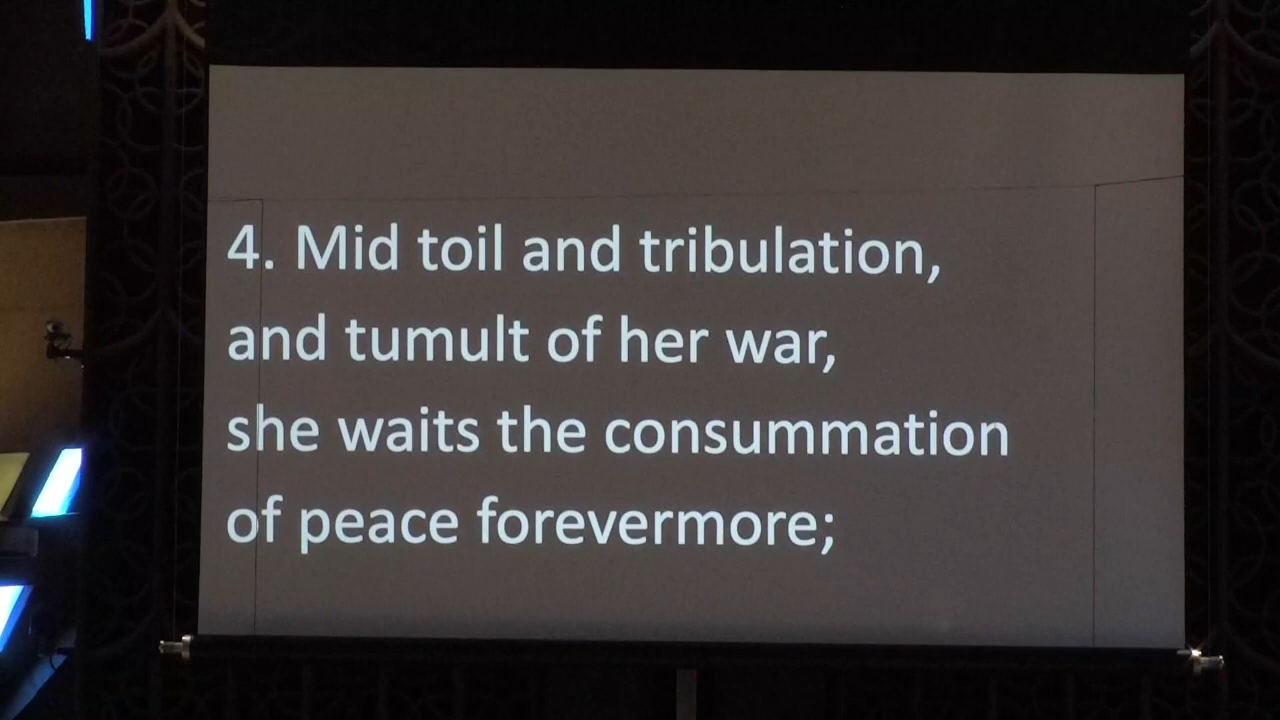 4. Mid toil and tribulation,
and tumult of her war,
she waits the consummation
of peace forevermore;